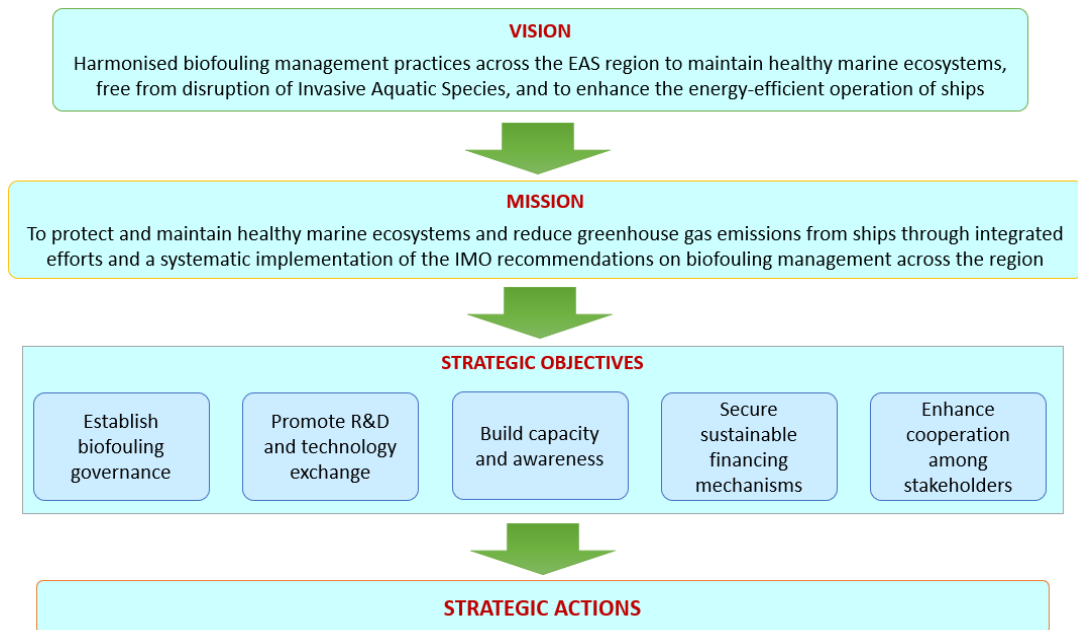 VISION
Harmonised biofouling management practices across the EAS region to maintain healthy marine ecosystems,
free from disruption of Invasive Aquatic Species, and to enhance the energy-efficient operation of ships
MISSION
To protect and maintain healthy marine ecosystems and reduce greenhouse gas emissions from ships through integrated
efforts and a systematic implementation of the IMO recommendations on biofouling management across the region
STRATEGIC OBJECTIVES
Establish
biofouling
governance
Promote R&D
and technology
exchange
Build capacity
and awareness
Secure
sustainable
financing
mechanisms
Enhance
cooperation
among
stakeholders
STRATEGIC ACTIONS